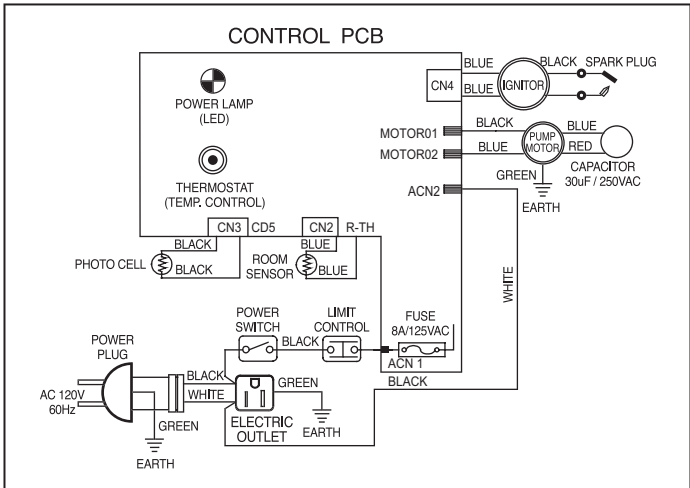 CONTROL PCB
POWER LAMP
(LED)
THERMOSTAT
(TEMP. CONTROL)
CN4
BLUE
BLUE
IGNITOR
BLACK
SPARK PLUG
MOTOR01
BLACK
MOTOR02
BLUE
PUMP
MOTOR
BLUE
RED
CAPACITOR
30uF / 250VAC
GREEN
EARTH
ACN2
WHITE
CN3
CD5
BLACK
BLACK
PHOTO CELL
CN2
R-TH
BLUE
BLUE
ROOM
SENSOR
POWER
SWITCH
BLACK
LIMIT
CONTROL
FUSE
8A/125VAC
ACN 1
BLACK
POWER
PLUG
AC 120V
60Hz
BLACK
WHITE
GREEN
EARTH
ELECTRIC
OUTLET
GREEN
EARTH